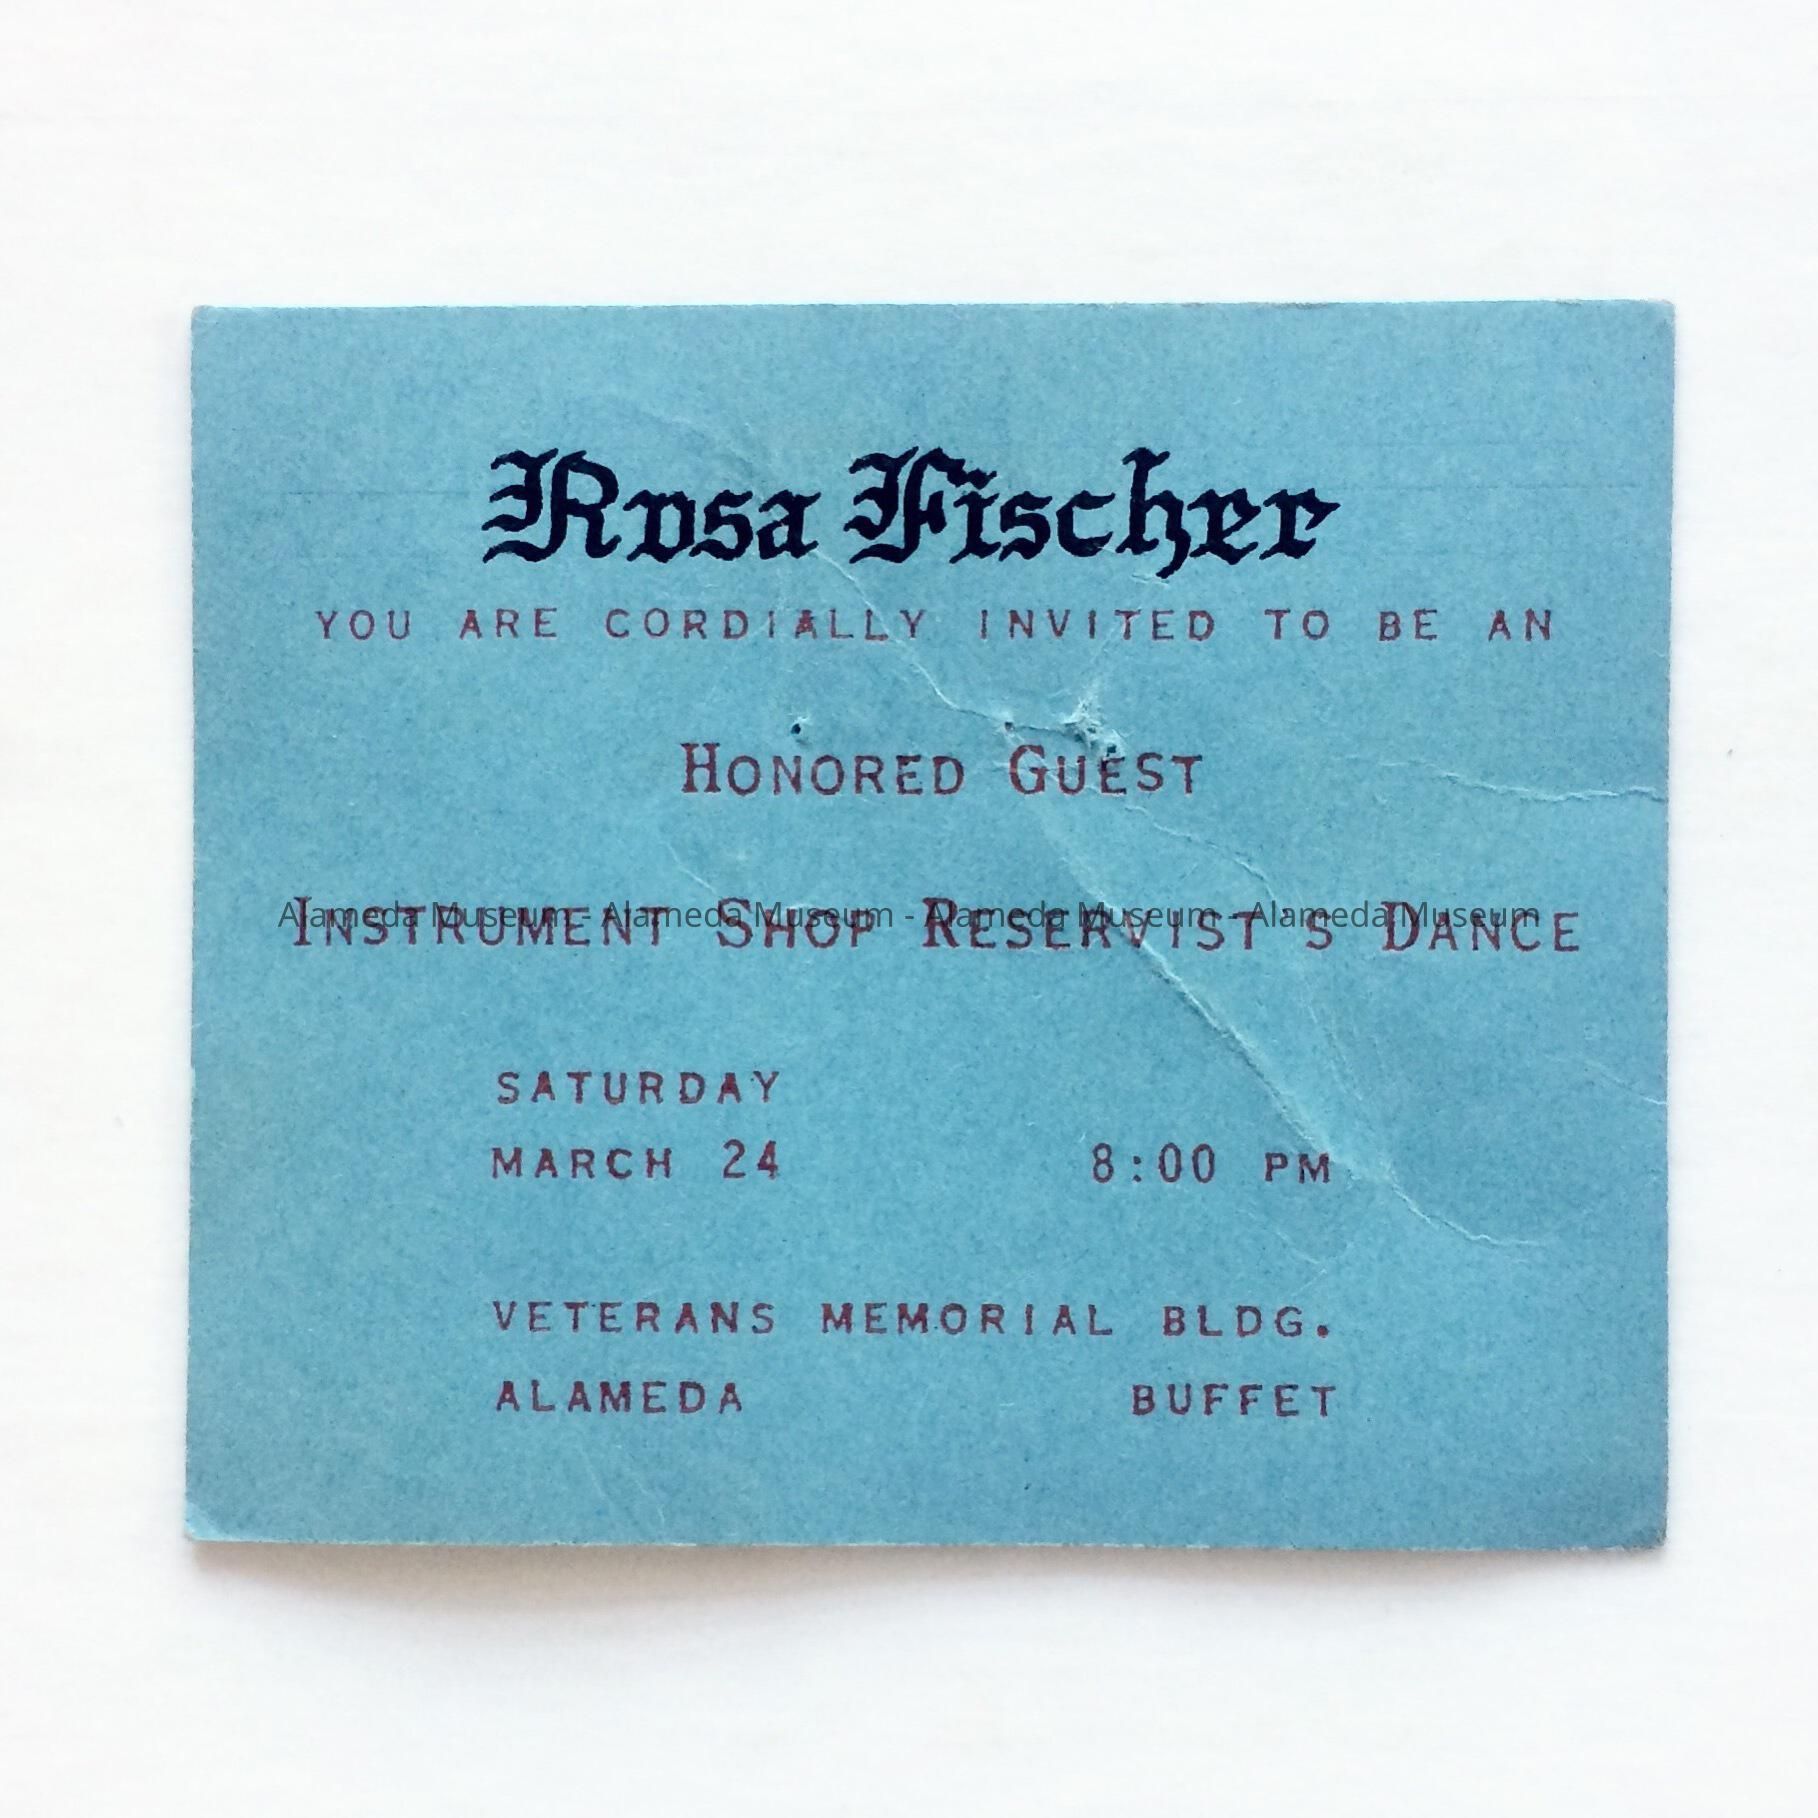 Rosa Fischer
YOU ARE CORDIALLY INVITED TO BE AN
HONORED GUEST
INSTRUMENT SHOP RESERVIST'S DANCE
Alameda Museum - Alameda Museum - Alameda Museum - Alameda Museum
SATURDAY
MARCH 24 8:00 PM
VETERANS MEMORIAL BLDG.
ALAMEDA BUFFET